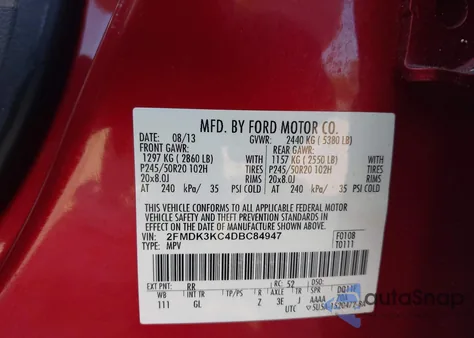 MFD. BY FORD MOTOR CO.
DATE 08/13 GVWR: 2440 KG ( 5380 LB)
FRONT GAWR: REAR GAWR:
1297 KG ( 2860 LB) WITH 1157 KG ( 2550 LB) WITH
P245/50R20 102H TIRES P245/50R20 102H TIRES
20x8.0J RIMS 20x8.0J RIMS
AT 240 kPa/ 35 PSI COLD AT 240 kPa/ 35 PSI COLD
THIS VEHICLE CONFORMS TO ALL APPLICABLE FEDERAL MOTOR
VEHICLE SAFETY AND THEFT PREVENTION STANDARDS IN
EFFECT ON THE DATE OF MANUFACTURE SHOWN ABOVE.
VIN: 2FMDK3KC4DBC84947 F0108
TYPE: MPV T0111
EXT PNT: RR RC: 52 DSO:
WB INT TR TP/PS R AXLE TR SPR
111 GL Z 3E J AAAA
UTC
autoSnap